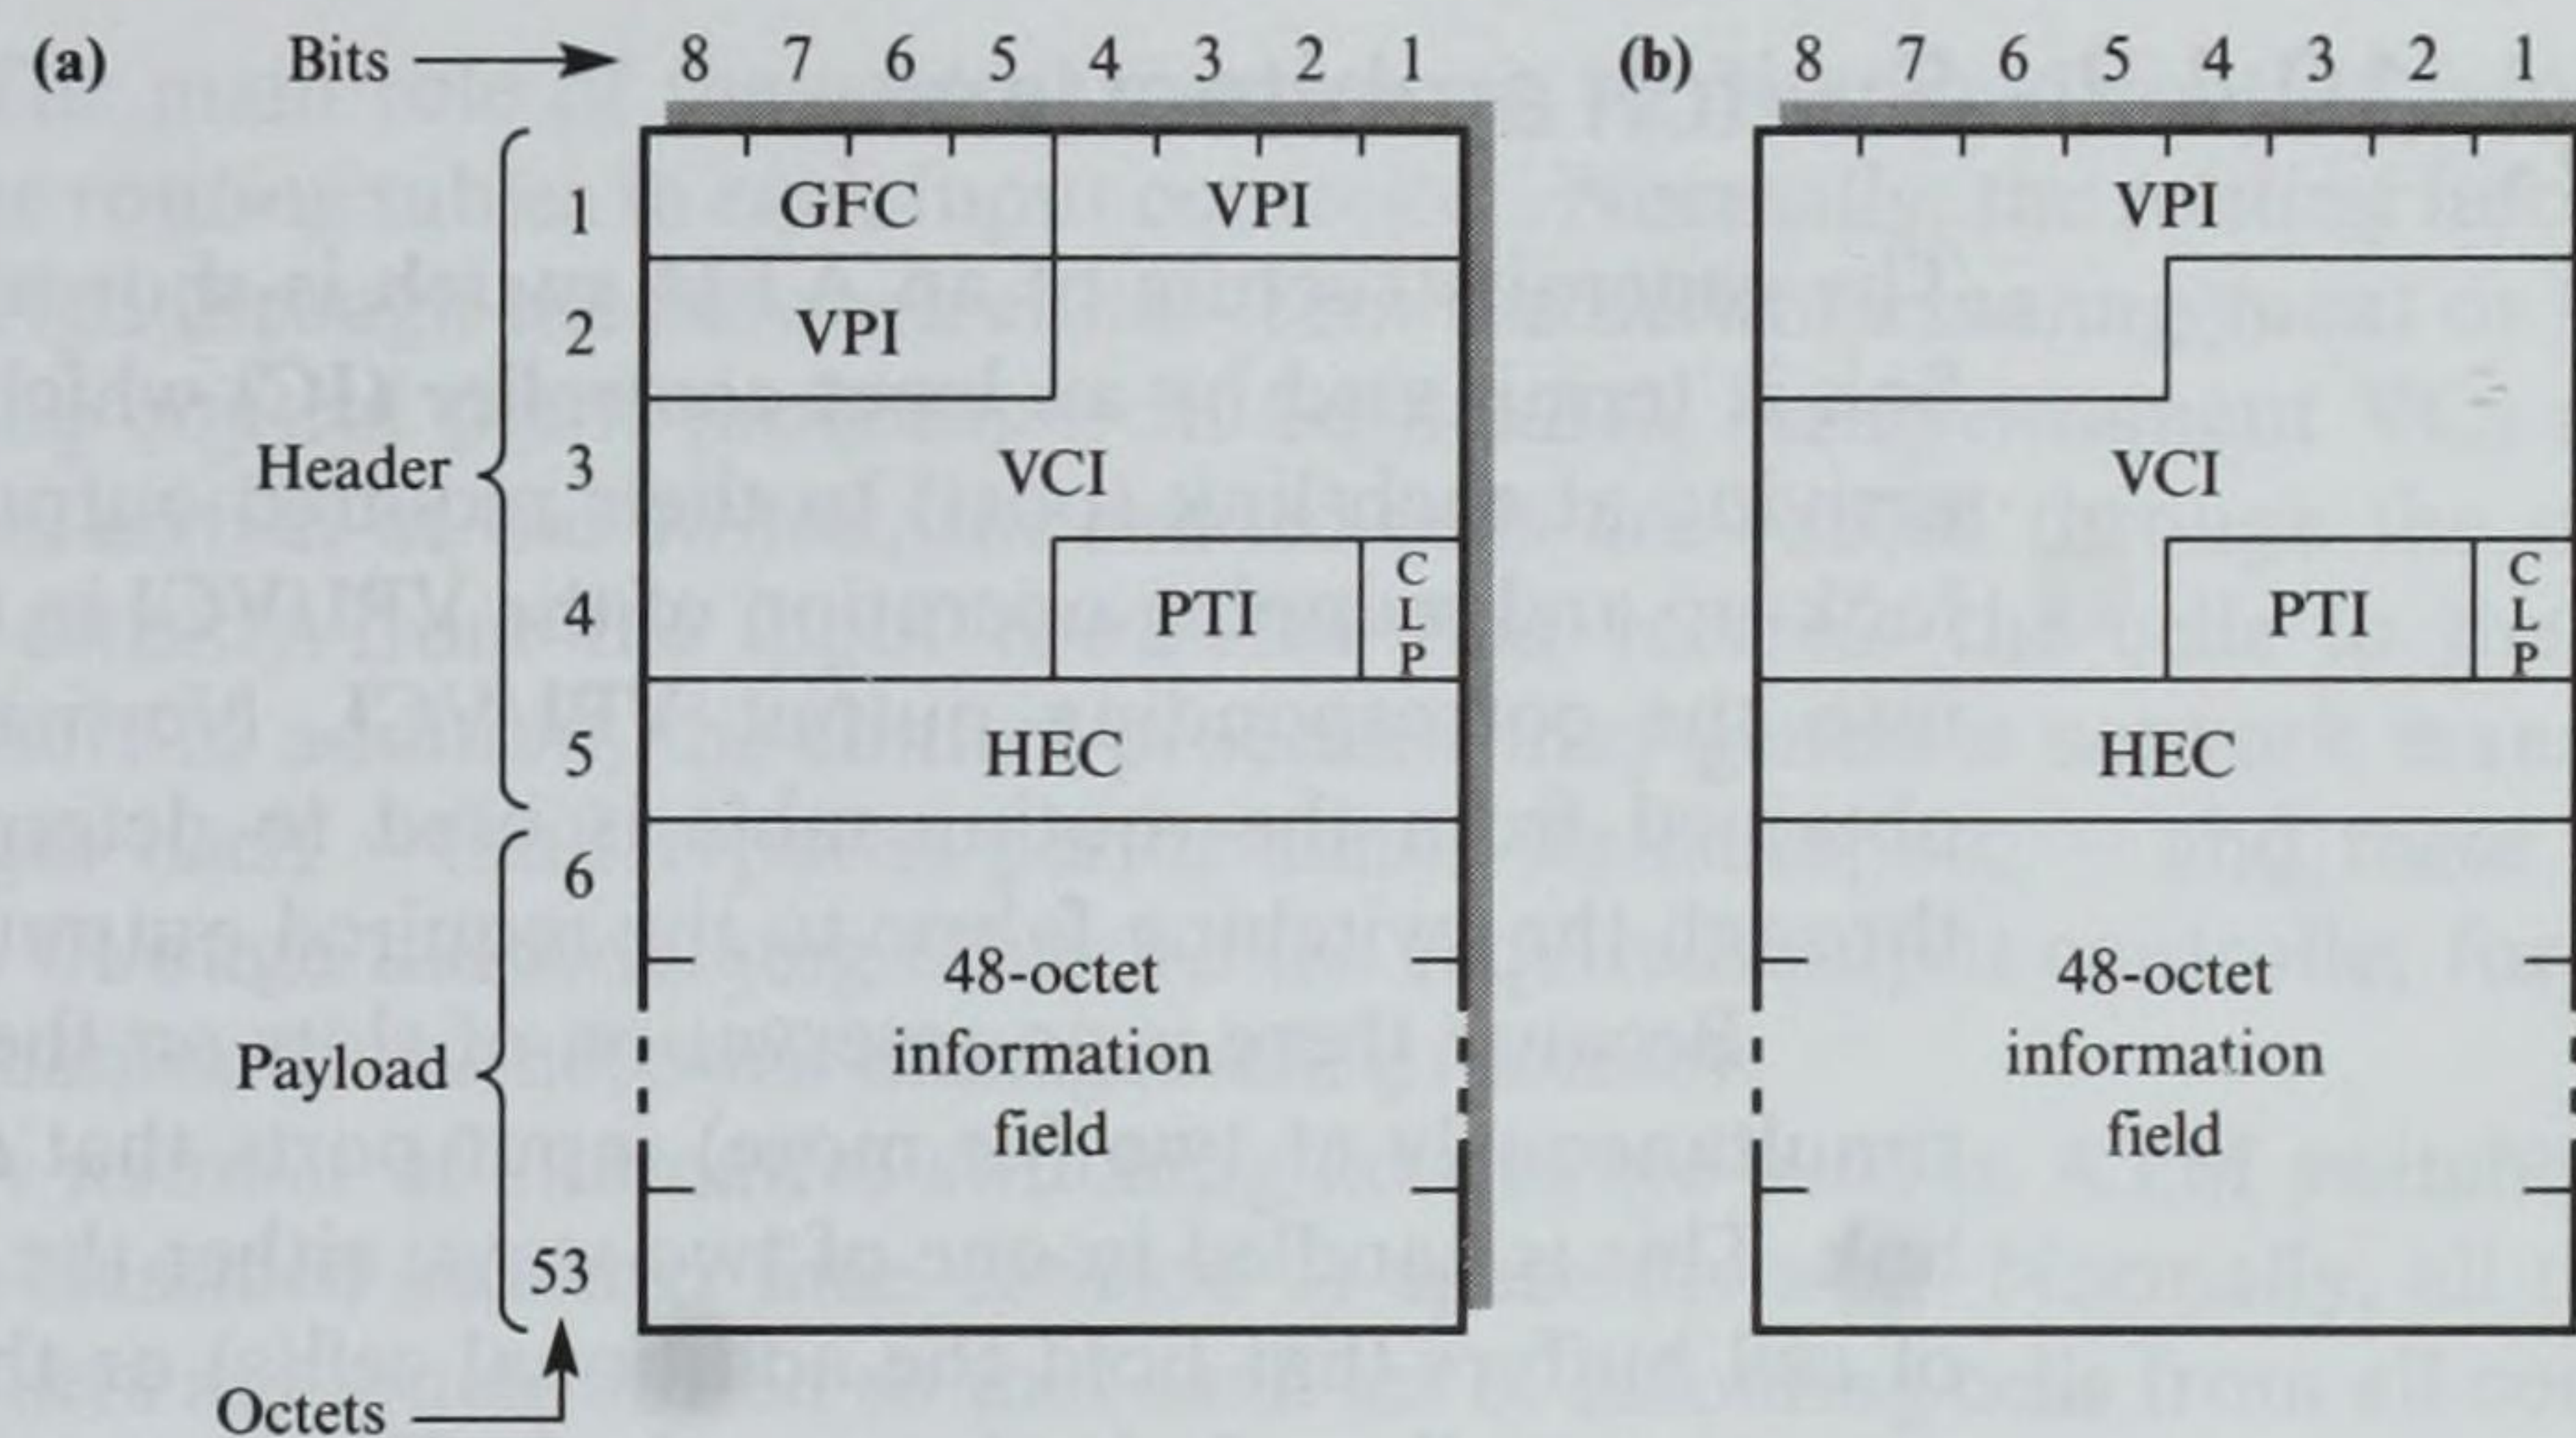 (a) Bits 8 7 6 5 4 3 2 1
1 GFC VPI
2 VPI
Header 3 VCI
4 PTI CLP
5 HEC
6
48-octet
information
Payload
field
53
Octets
(b) 8 7 6 5 4 3 2 1
VPI
VCI
PTI CLP
HEC
48-octet
information
field